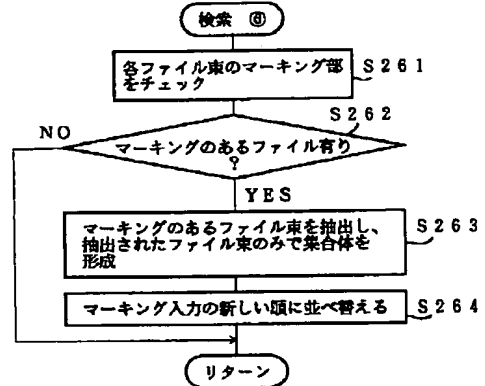 検索 ⓓ
各ファイル束のマーキング部
をチェック
S261
S262
NO
マーキングのあるファイル有り
?
YES
マーキングのあるファイル束を抽出し、
抽出されたファイル束のみで集合体を
形成
S263
マーキング入力の新しい順に並べ替える
S264
リターン